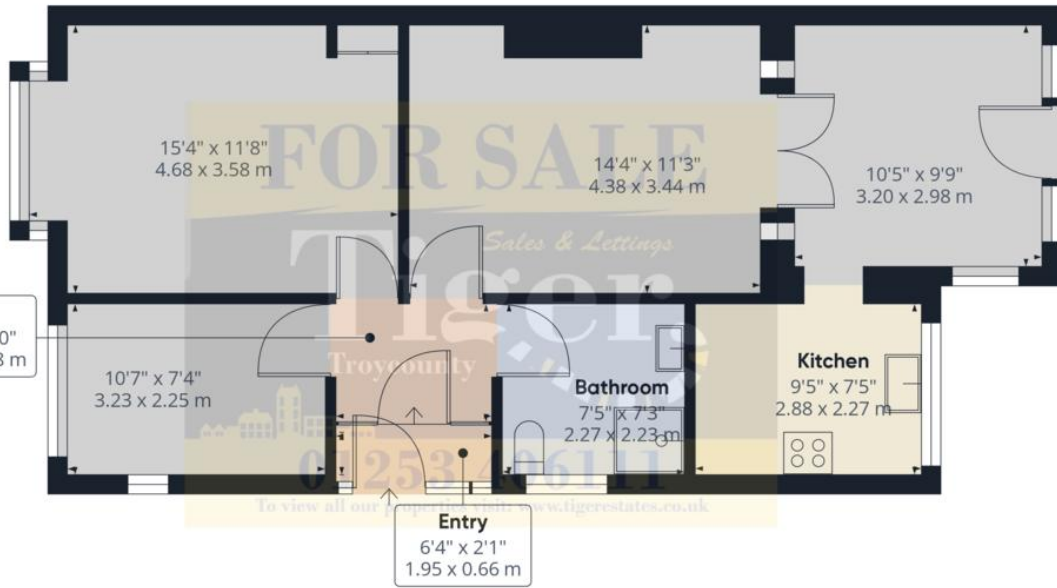 15'4" x 11'8"
4.68 x 3.58 m
14'4" x 11'3"
4.38 x 3.44 m
10'5" x 9'9"
3.20 x 2.98 m
FOR SALE
Sales & Lettings
Tiger
Troycounty
0"
m
10'7" x 7'4"
3.23 x 2.25 m
Bathroom
7'5" x 7'3"
2.27 x 2.23 m
Kitchen
9'5" x 7'5"
2.88 x 2.27 m
01253 406111
To view all our properties visit: www.tigerestates.co.uk
Entry
6'4" x 2'1"
1.95 x 0.66 m